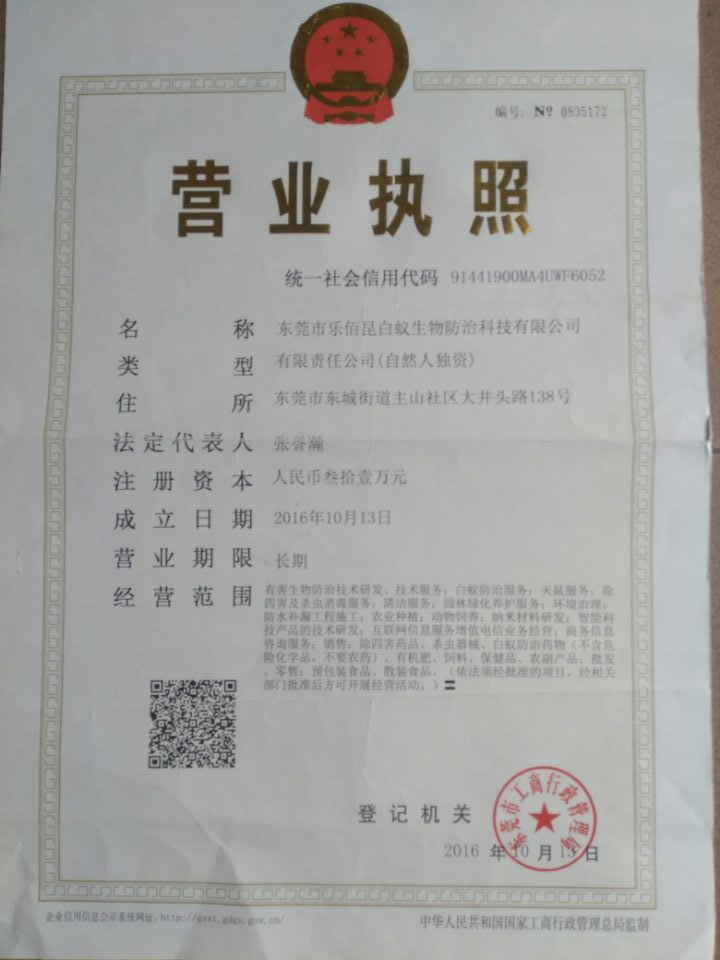 编号: № 0835172
营业执照
统一社会信用代码 91441900MA4UWF6052
名称 东莞市乐佰昆白蚁生物防治科技有限公司
类型 有限责任公司(自然人独资)
住所 东莞市东城街道主山社区大井头路138号
法定代表人 张誉瀚
注册资本 人民币叁拾壹万元
成立日期 2016年10月13日
营业期限 长期
经营范围 有害生物防治技术研发、技术服务；白蚁防治服务；灭鼠服务；除
四害及杀虫消毒服务；清洁服务；园林绿化养护服务；环境治理；
防水补漏工程施工；农业种植；动物饲养；纳米材料研发；智能科
技产品的技术研发；互联网信息服务增值电信业务经营；商务信息
咨询服务；销售：除四害药品、杀虫器械、白蚁防治药物（不含危
险化学品，不要农药）、有机肥、饲料、保健品、农副产品；批发
、零售：预包装食品、散装食品。（依法须经批准的项目，经相关
部门批准后方可开展经营活动。）
登记机关
东莞市工商行政管理局
2016 年 10 月 13 日
企业信用信息公示系统网址: http://gsxt.gdgs.gov.cn/
中华人民共和国国家工商行政管理总局监制